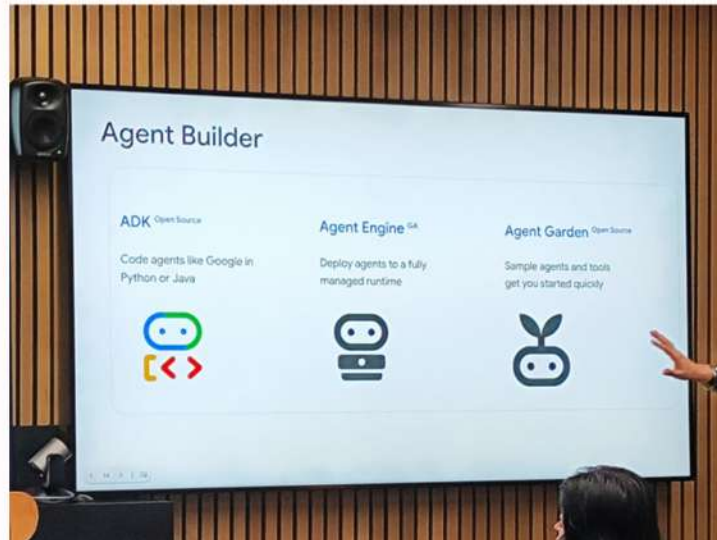 Agent Builder
ADK Open Source
Code agents like Google in
Python or Java
Agent Engine GA
Deploy agents to a fully
managed runtime
Agent Garden Open Source
Sample agents and tools
get you started quickly